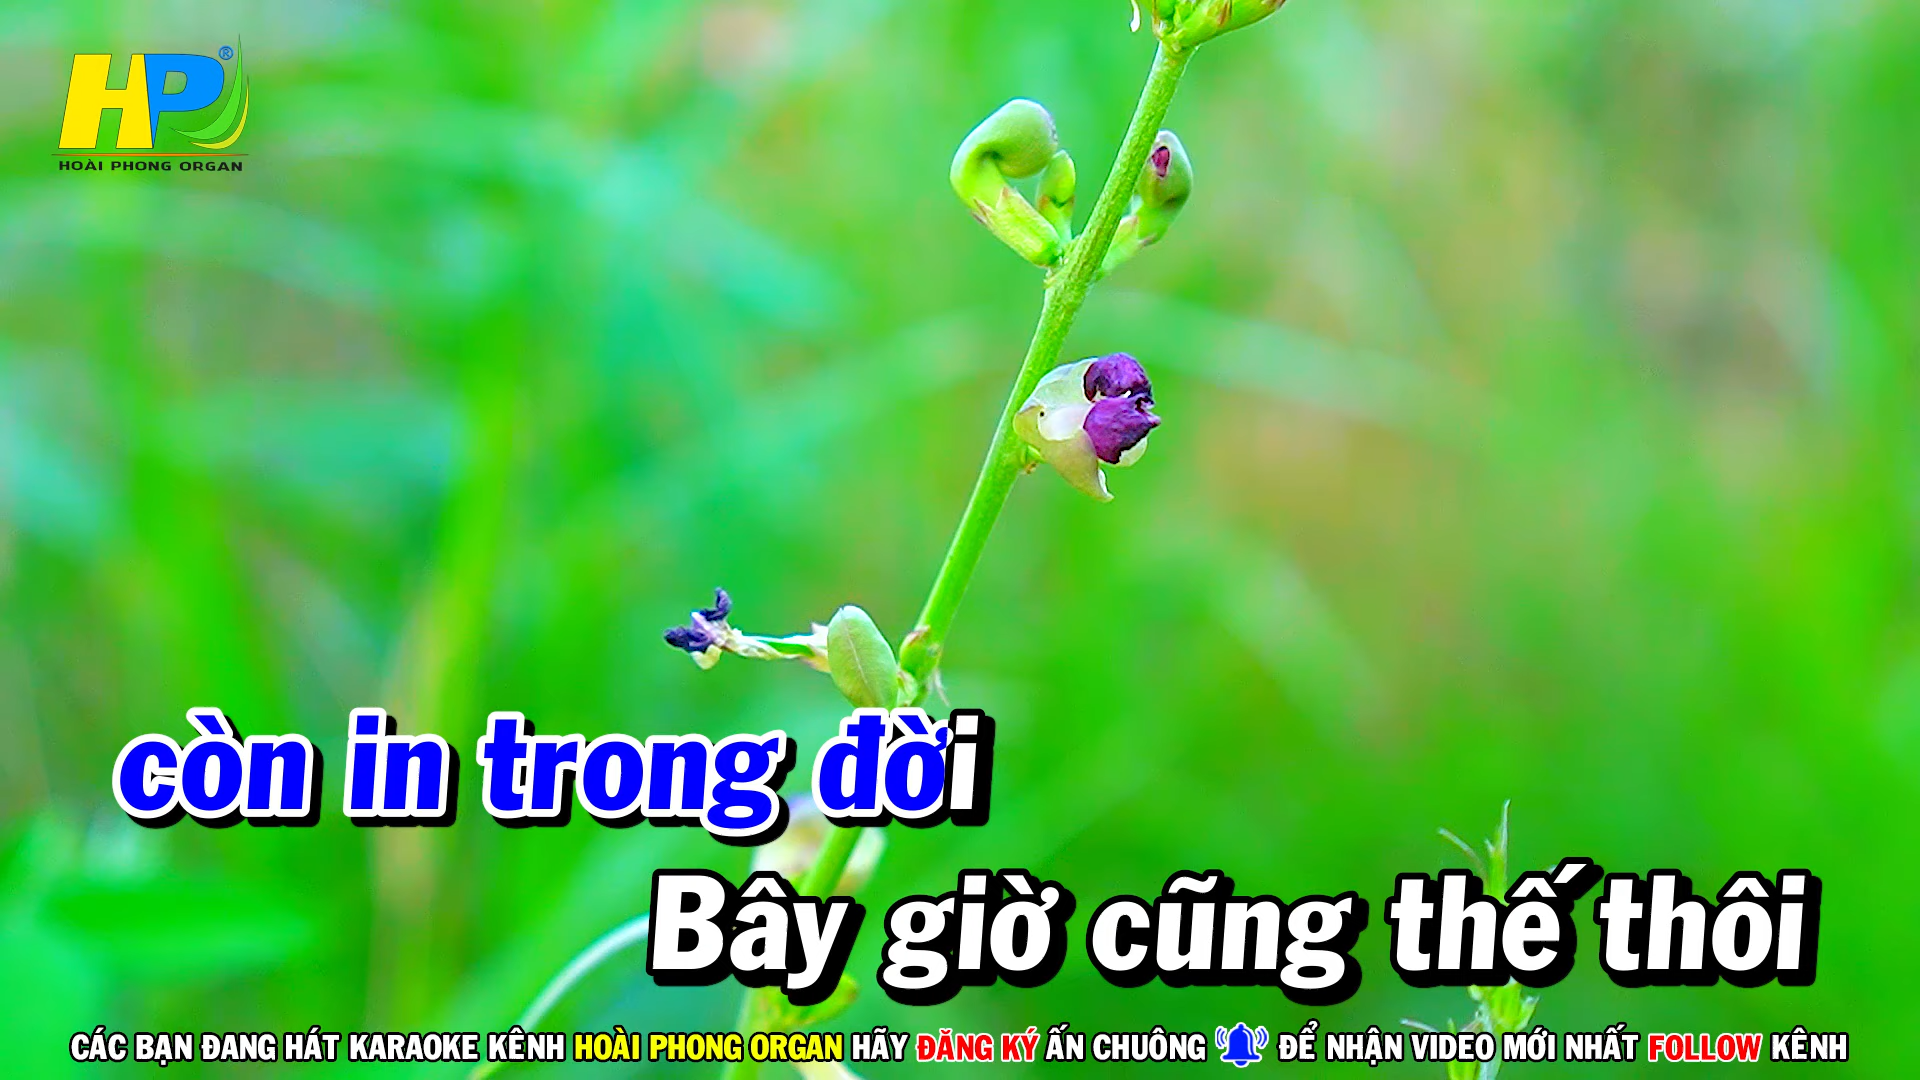 HP®
HOÀI PHONG ORGAN
còn in trong đời
Bây giờ cũng thế thôi
CÁC BẠN ĐANG HÁT KARAOKE KÊNH HOÀI PHONG ORGAN HÃY ĐĂNG KÝ ẤN CHUÔNG ĐỂ NHẬN VIDEO MỚI NHẤT FOLLOW KÊNH